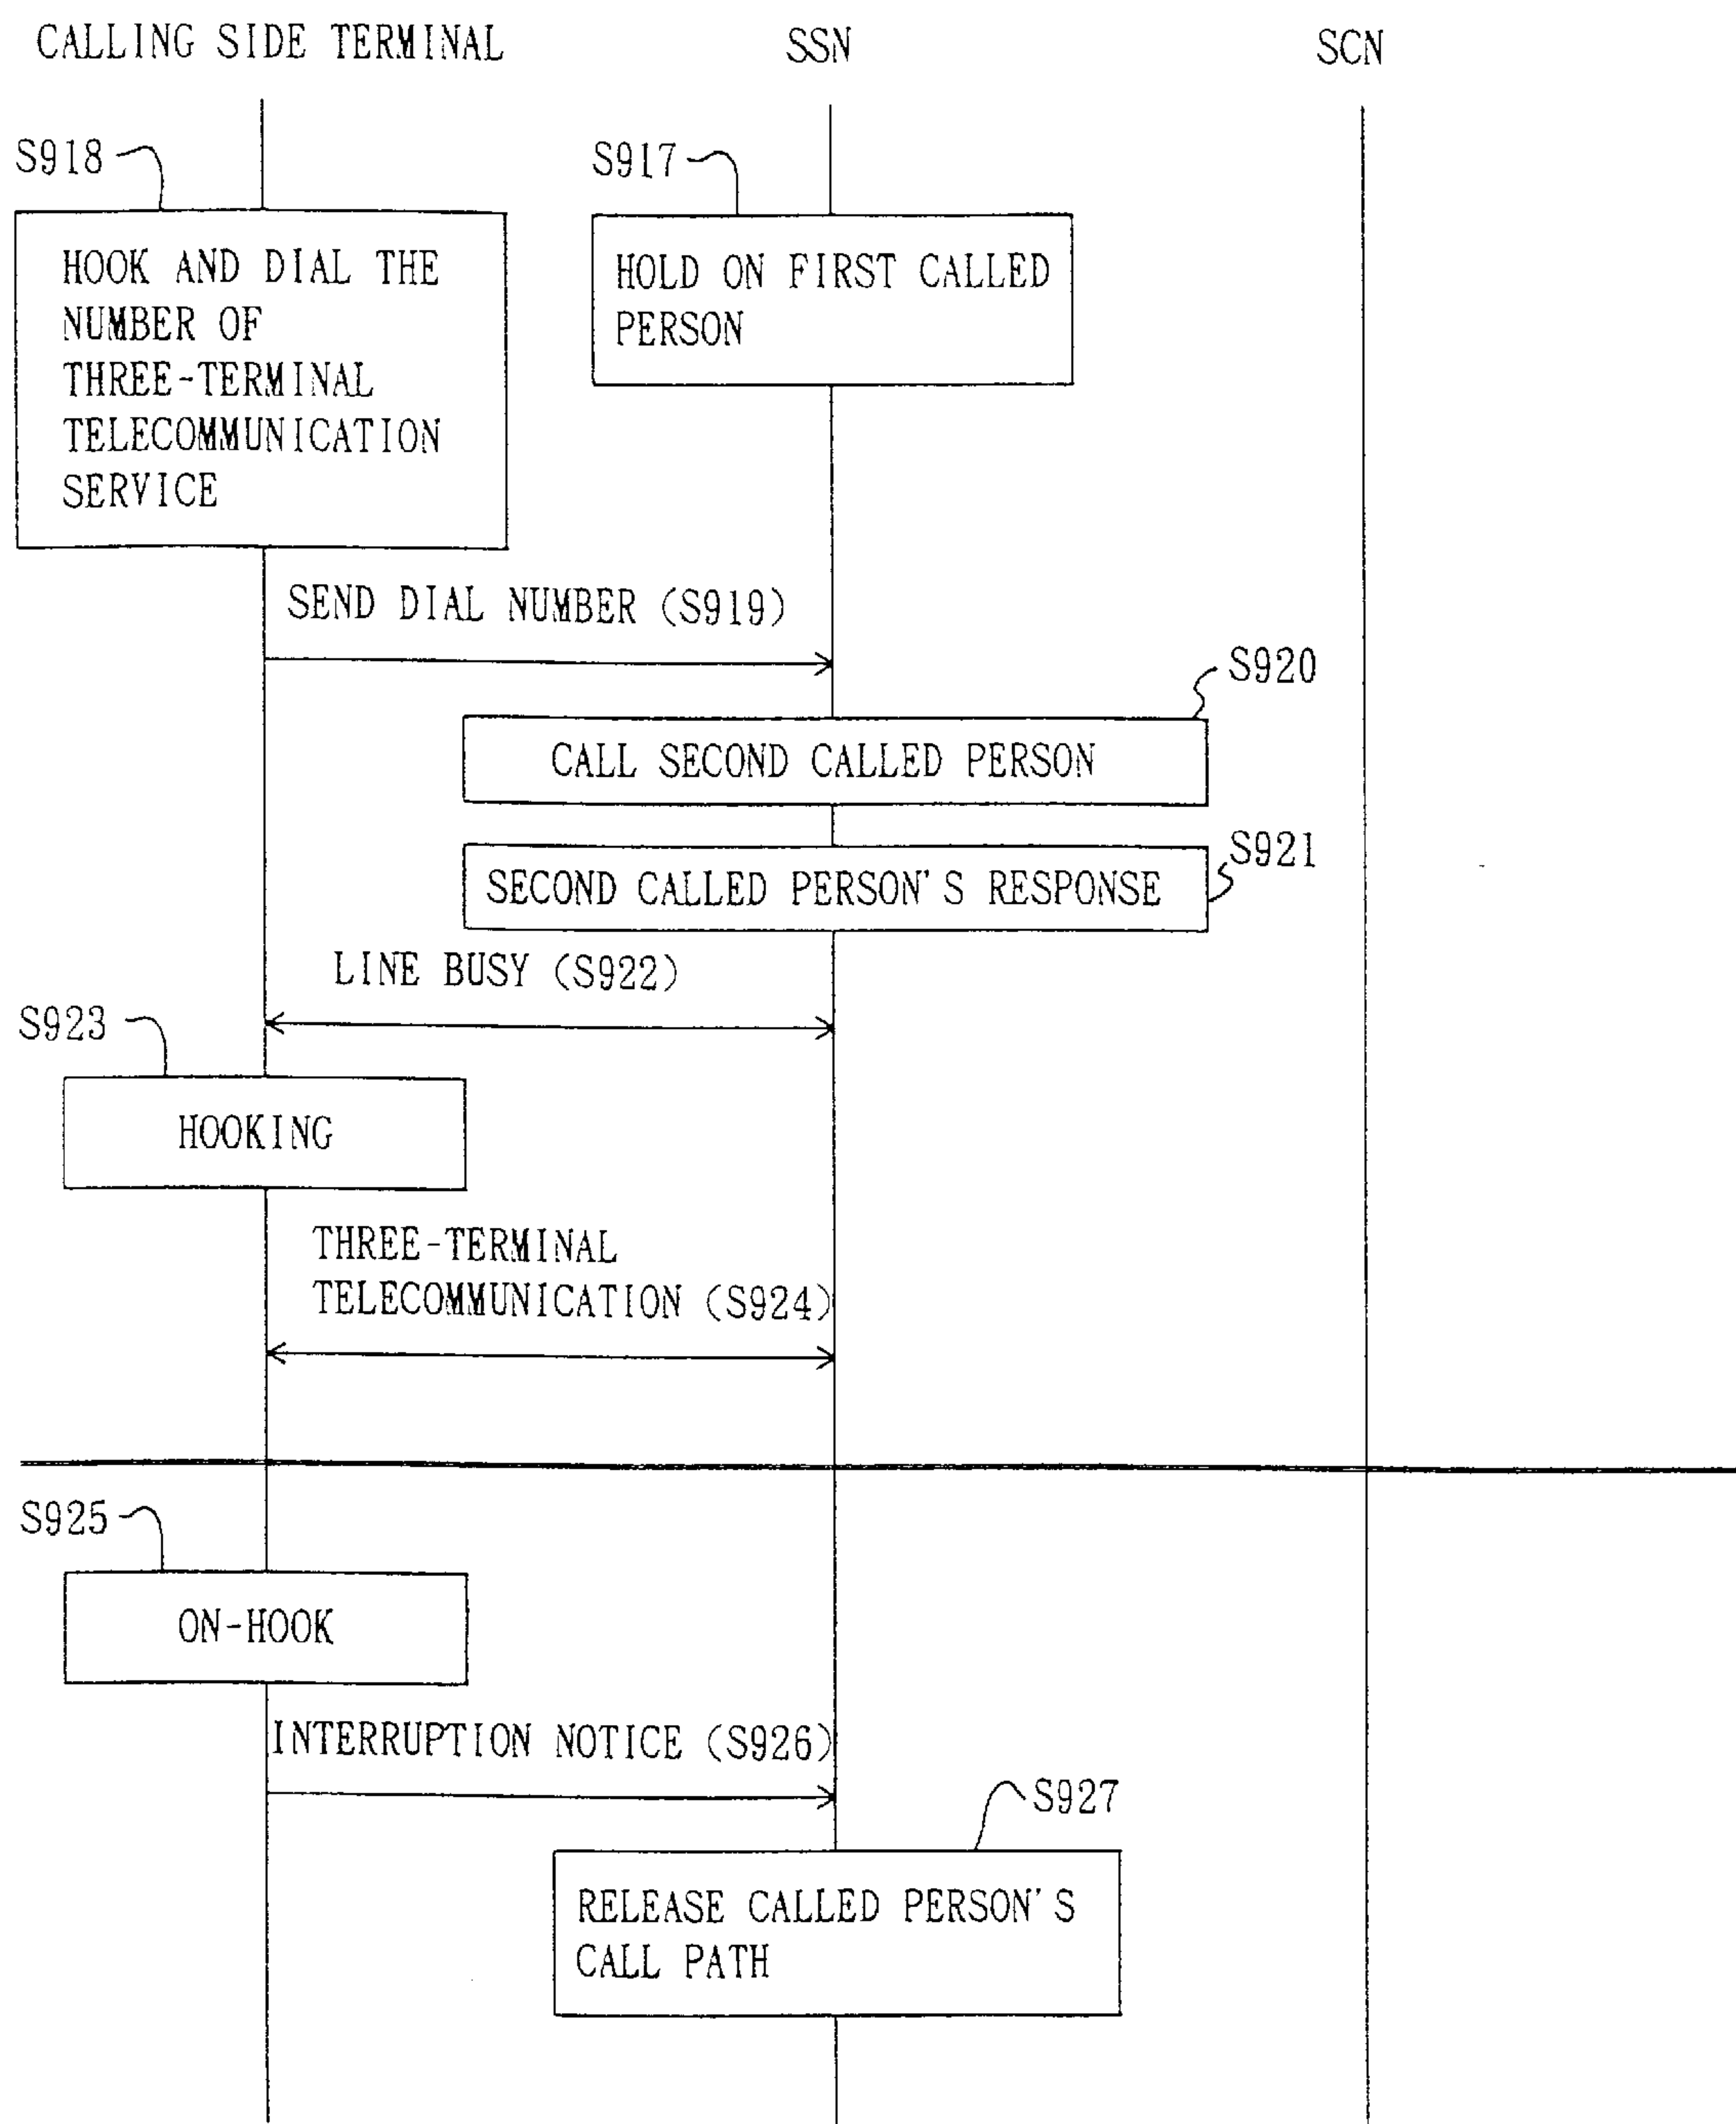 CALLING SIDE TERMINAL
SSN
SCN
S918
S917
HOOK AND DIAL THE
NUMBER OF
THREE-TERMINAL
TELECOMMUNICATION
SERVICE
HOLD ON FIRST CALLED
PERSON
SEND DIAL NUMBER (S919)
S920
CALL SECOND CALLED PERSON
S921
SECOND CALLED PERSON'S RESPONSE
LINE BUSY (S922)
S923
HOOKING
THREE-TERMINAL
TELECOMMUNICATION (S924)
S925
ON-HOOK
INTERRUPTION NOTICE (S926)
S927
RELEASE CALLED PERSON'S
CALL PATH